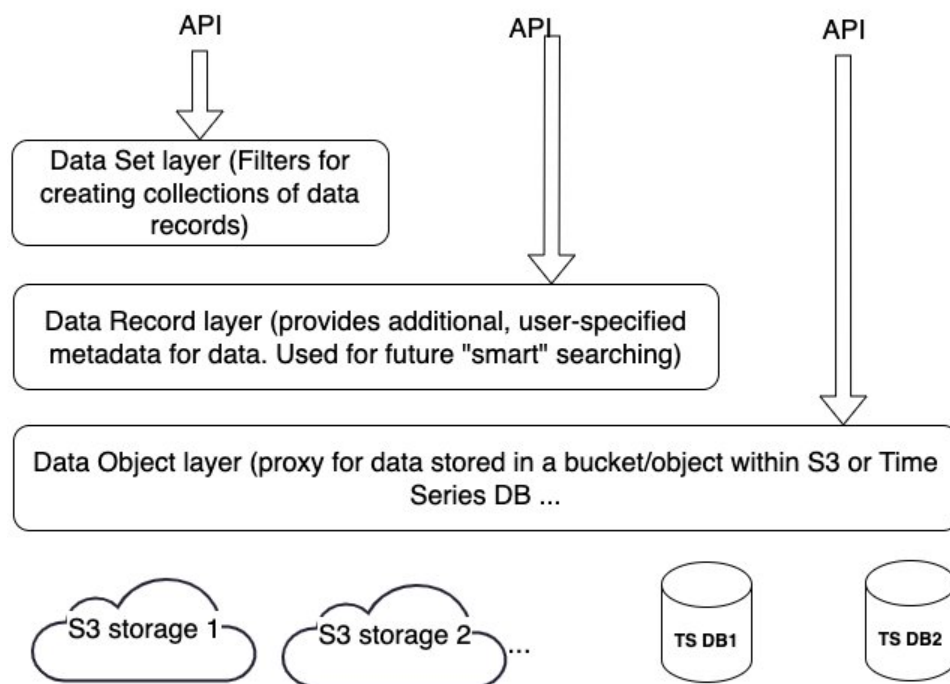 API
API
API
Data Set layer (Filters for
creating collections of data
records)
Data Record layer (provides additional, user-specified
metadata for data. Used for future "smart" searching)
Data Object layer (proxy for data stored in a bucket/object within S3 or Time
Series DB ...
S3 storage 1
S3 storage 2
...
TS DB1
TS DB2